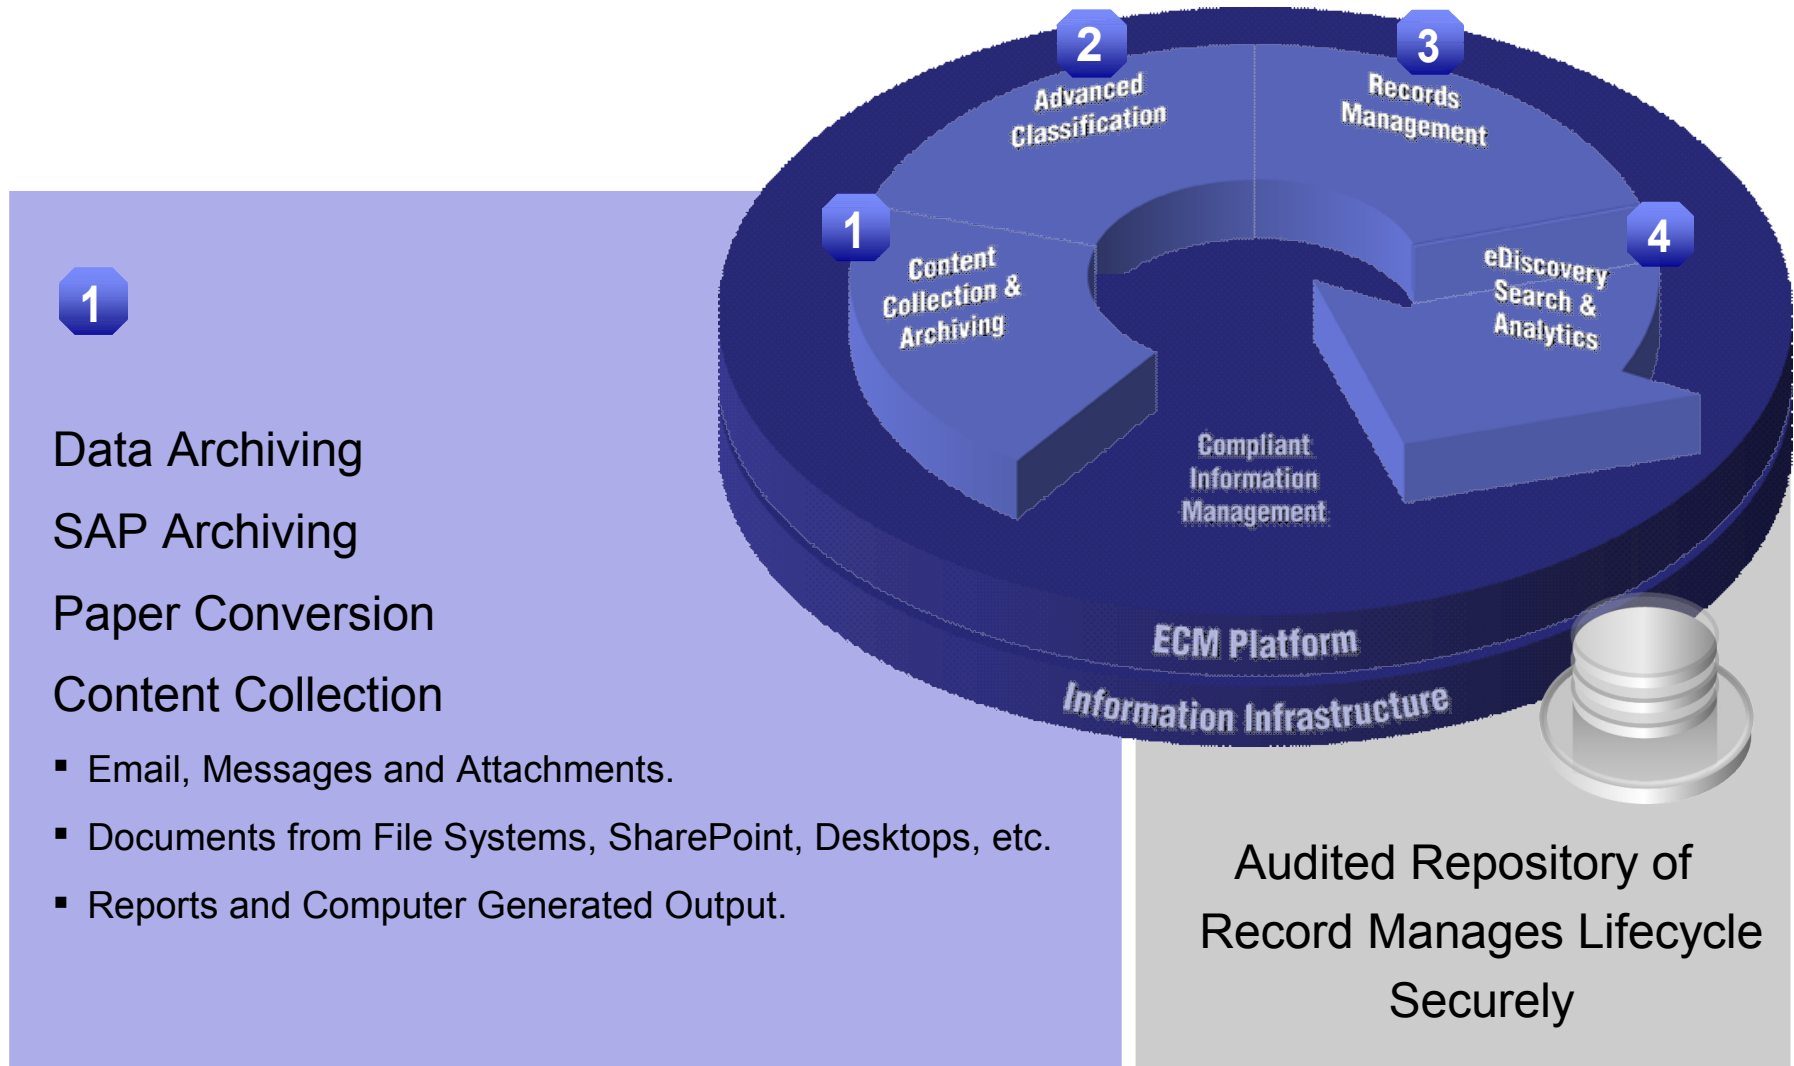 2
Advanced
Classification
3
Records
Management
1
Content
Collection &
Archiving
4
eDiscovery
Search &
Analytics
Compliant
Information
Management
ECM Platform
Information Infrastructure
1
Data Archiving
SAP Archiving
Paper Conversion
Content Collection
▪ Email, Messages and Attachments.
▪ Documents from File Systems, SharePoint, Desktops, etc.
▪ Reports and Computer Generated Output.
Audited Repository of
Record Manages Lifecycle
Securely